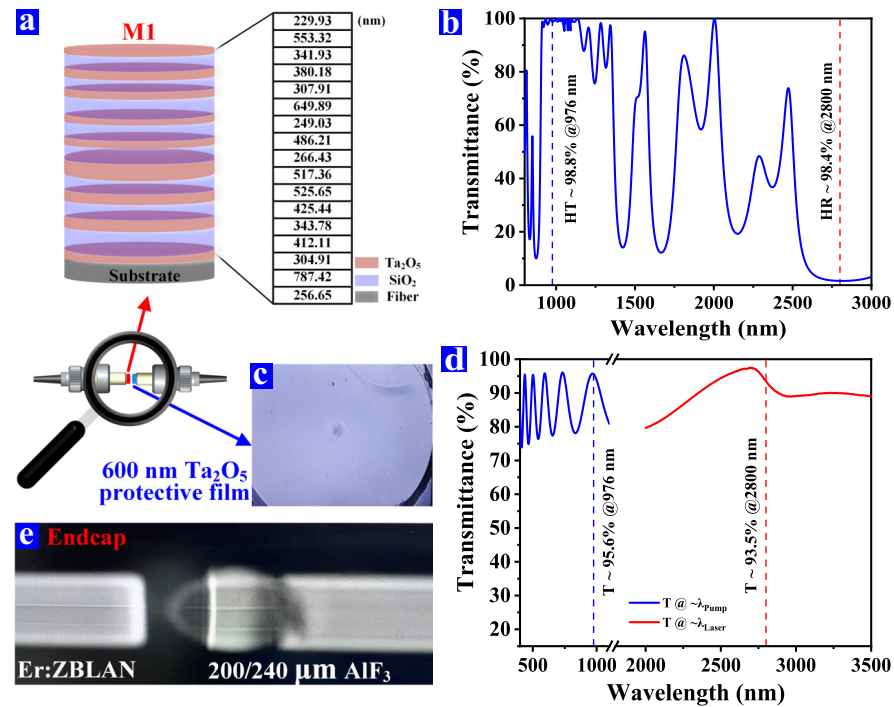 a
M1
229.93
(nm)
553.32
341.93
380.18
307.91
649.89
249.03
486.21
266.43
517.36
525.65
425.44
343.78
412.11
304.91
787.42
256.65
Substrate
Ta₂O₅
SiO₂
Fiber
600 nm Ta₂O₅
protective film
c
e
Endcap
Er:ZBLAN
200/240 μm AlF₃
b
Transmittance (%)
100
80
60
40
20
0
HT ~ 98.8% @976 nm
HR ~ 98.4% @2800 nm
1000
1500
2000
2500
3000
Wavelength (nm)
d
Transmittance (%)
100
90
80
70
60
50
40
30
20
T ~ 95.6% @976 nm
T ~ 93.5% @2800 nm
T @ ~λPump
T @ ~λLaser
500
1000
2000
2500
3000
3500
Wavelength (nm)